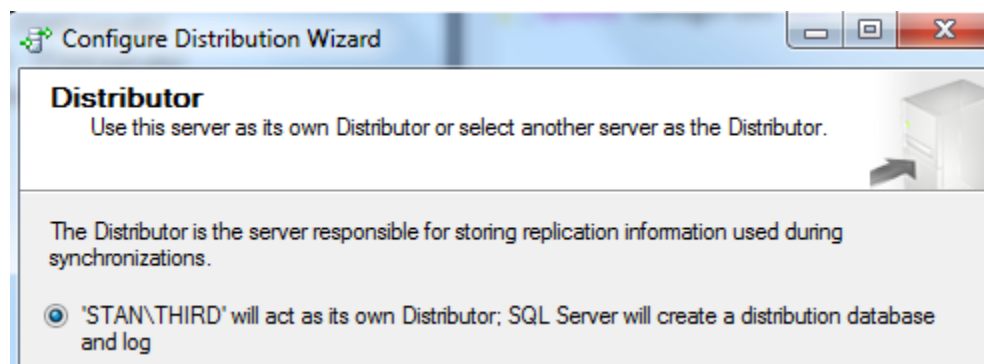 Configure Distribution Wizard
Distributor
Use this server as its own Distributor or select another server as the Distributor.
The Distributor is the server responsible for storing replication information used during
synchronizations.
'STAN\THIRD' will act as its own Distributor; SQL Server will create a distribution database
and log